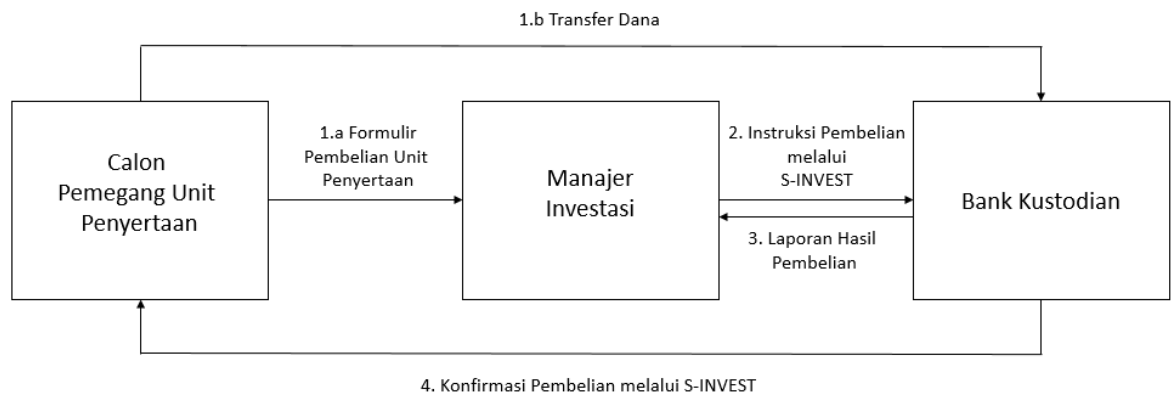 1.b Transfer Dana
Calon
Pemegang Unit
Penyertaan
1.a Formulir
Pembelian Unit
Penyertaan
Manajer
Investasi
2. Instruksi Pembelian
melalui
S-INVEST
3. Laporan Hasil
Pembelian
Bank Kustodian
4. Konfirmasi Pembelian melalui S-INVEST